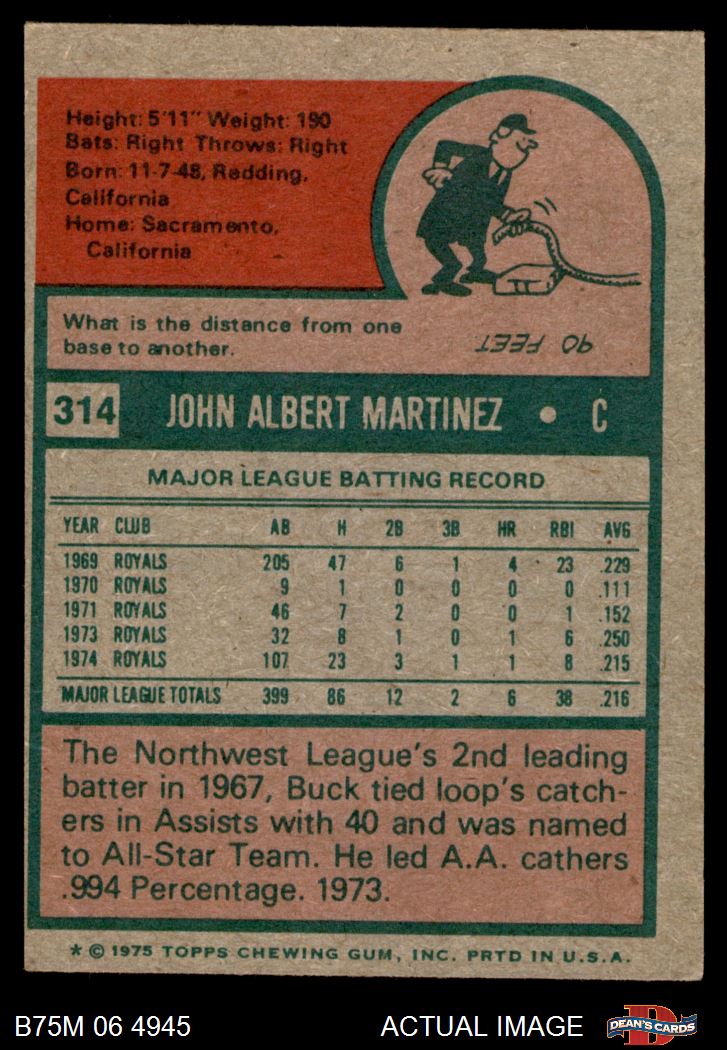 Height: 5'11" Weight: 190
Bats: Right Throws: Right
Born: 11-7-48, Redding,
California
Home: Sacramento,
California
What is the distance from one
base to another.
90 FEET
314 JOHN ALBERT MARTINEZ • C
MAJOR LEAGUE BATTING RECORD
YEAR CLUB AB H 2B 3B HR RBI AVG
1969 ROYALS 205 47 6 1 4 23 .229
1970 ROYALS 9 1 0 0 0 0 .111
1971 ROYALS 46 7 2 0 0 1 .152
1973 ROYALS 32 8 1 0 1 6 .250
1974 ROYALS 107 23 3 1 1 8 .215
MAJOR LEAGUE TOTALS 399 86 12 2 6 38 .216
The Northwest League's 2nd leading
batter in 1967, Buck tied loop's catch-
ers in Assists with 40 and was named
to All-Star Team. He led A.A. cathers
.994 Percentage. 1973.
* © 1975 TOPPS CHEWING GUM, INC. PRTD IN U.S.A.
B75M 06 4945 ACTUAL IMAGE D DEAN'S CARDS